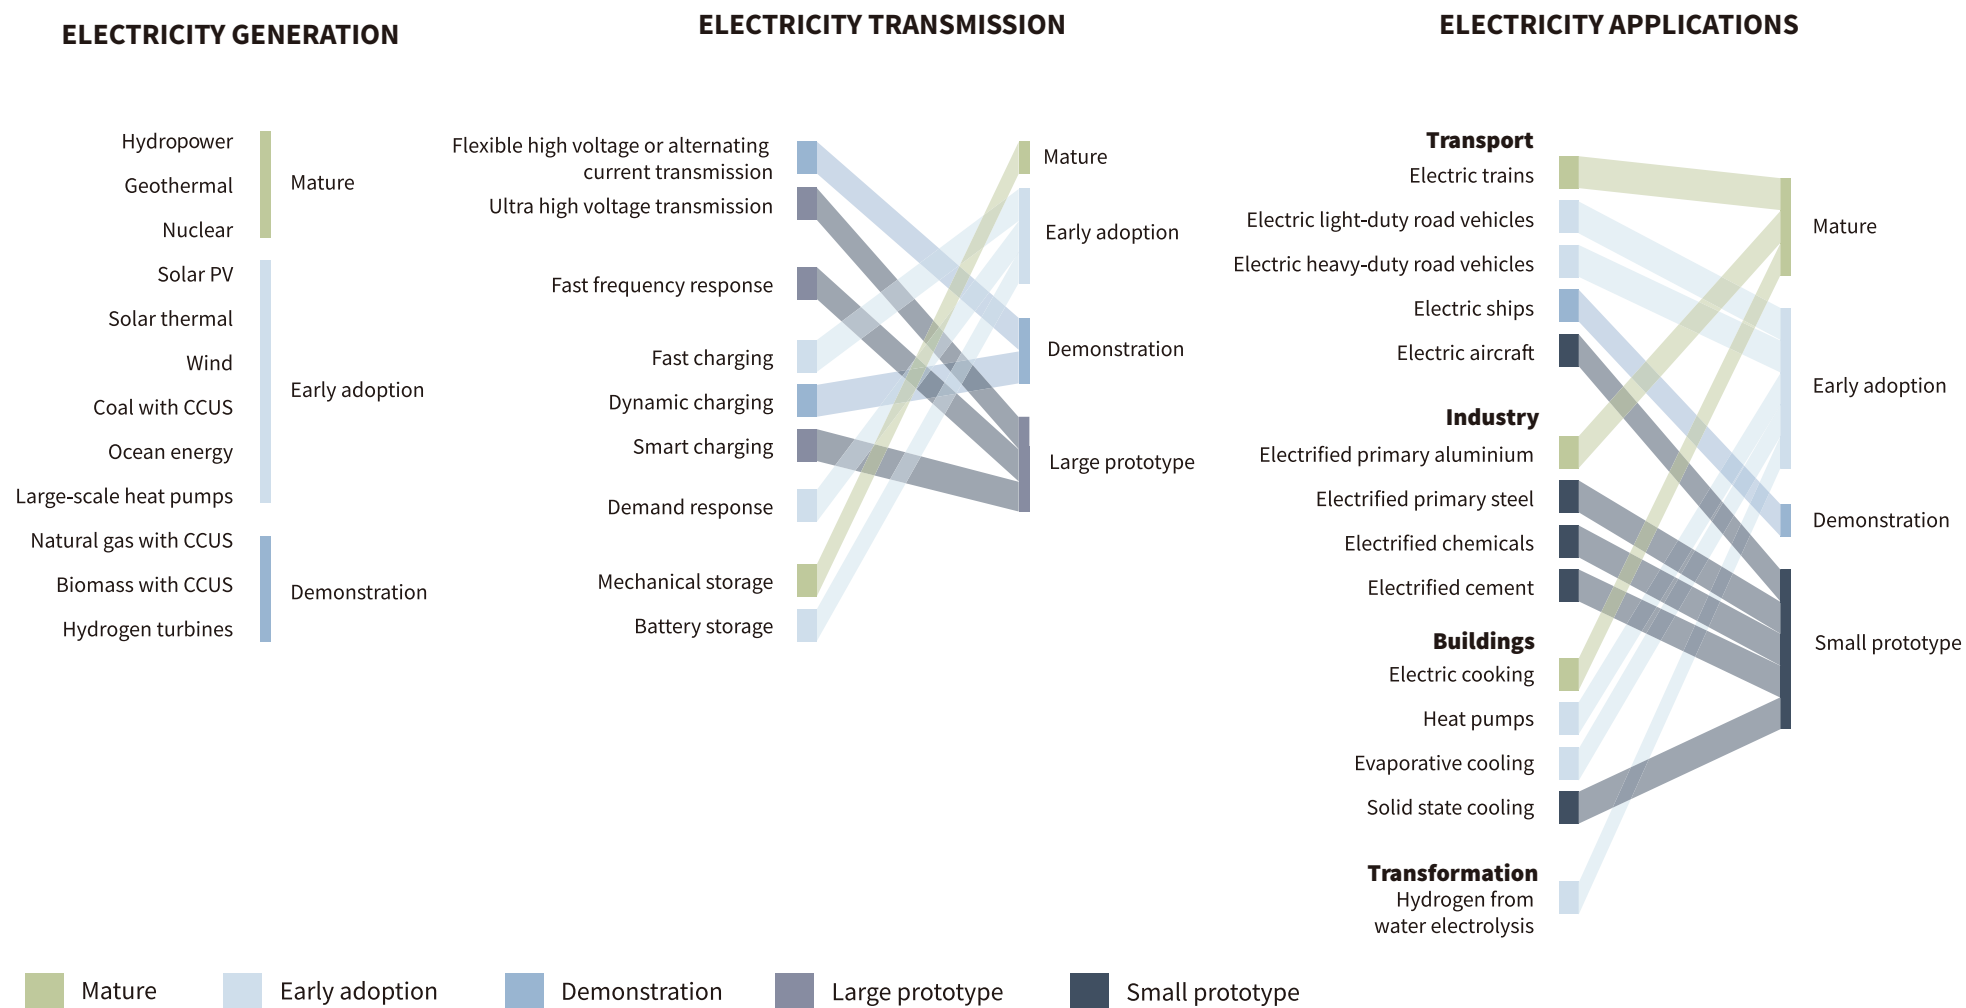 ELECTRICITY GENERATION
Hydropower
Geothermal
Nuclear
Solar PV
Solar thermal
Wind
Coal with CCUS
Ocean energy
Large-scale heat pumps
Natural gas with CCUS
Biomass with CCUS
Hydrogen turbines
Mature
Early adoption
Demonstration
ELECTRICITY TRANSMISSION
Flexible high voltage or alternating
current transmission
Ultra high voltage transmission
Fast frequency response
Fast charging
Dynamic charging
Smart charging
Demand response
Mechanical storage
Battery storage
Mature
Early adoption
Demonstration
Large prototype
ELECTRICITY APPLICATIONS
Transport
Electric trains
Electric light-duty road vehicles
Electric heavy-duty road vehicles
Electric ships
Electric aircraft
Industry
Electrified primary aluminium
Electrified primary steel
Electrified chemicals
Electrified cement
Buildings
Electric cooking
Heat pumps
Evaporative cooling
Solid state cooling
Transformation
Hydrogen from
water electrolysis
Mature
Early adoption
Demonstration
Small prototype
Mature
Early adoption
Demonstration
Large prototype
Small prototype